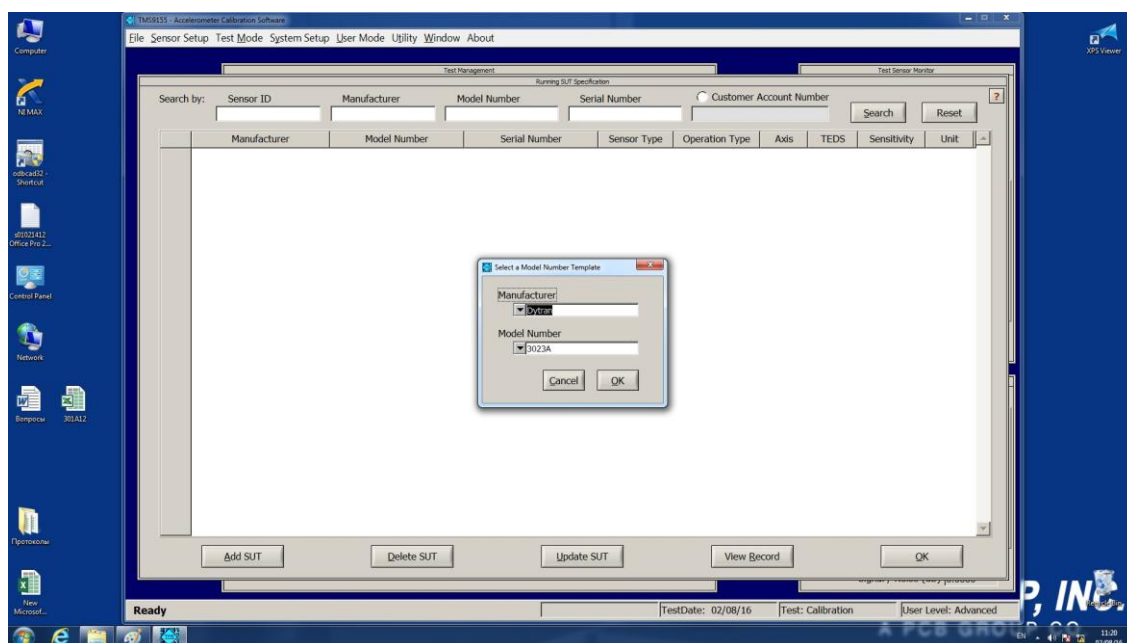 Computer
NI MAX
odbcad32 -
Shortcut
s01021412
Office Pro 2...
Control Panel
Network
Вопросы
301A12
Протоколы
New
Microsof...
XPS Viewer
TMS9155 - Accelerometer Calibration Software
File Sensor Setup Test Mode System Setup User Mode Utility Window About
Test Management
Test Sensor Monitor
Running SUT Specification
Search by: Sensor ID Manufacturer Model Number Serial Number Customer Account Number
Search Reset ?
Manufacturer Model Number Serial Number Sensor Type Operation Type Axis TEDS Sensitivity Unit
Select a Model Number Template
Manufacturer
Dytran
Model Number
3023A
Cancel OK
Add SUT Delete SUT Update SUT View Record OK
Ready TestDate: 02/08/16 Test: Calibration User Level: Advanced
P, INC.
A PCB GROUP CO.
EN 11:20
02/08/16